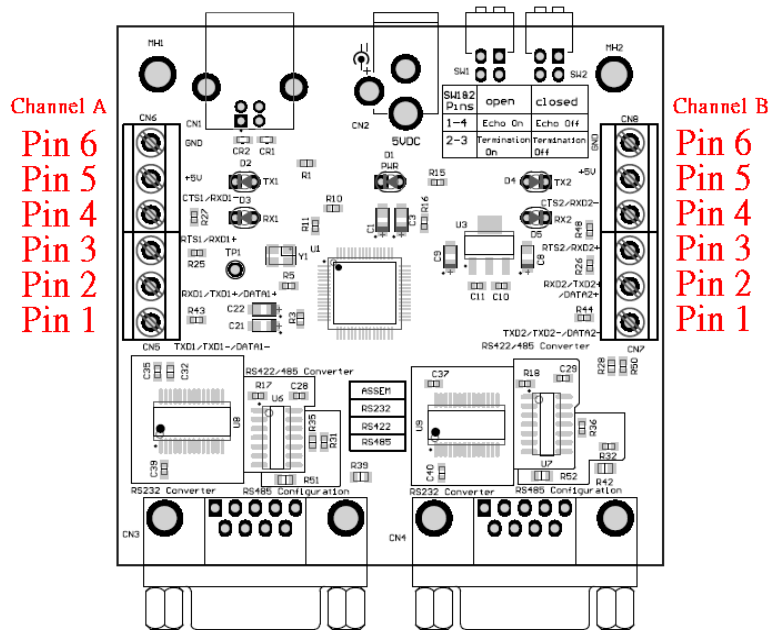 MH1
MH2
SW1
SW2
Channel A
Channel B
SW1&2 Pins
open
closed
1-4
Echo On
Echo Off
2-3
Termination On
Termination Off
CN6
CN1
CN2
5VDC
CN8
Pin 6
Pin 5
Pin 4
Pin 3
Pin 2
Pin 1
Pin 6
Pin 5
Pin 4
Pin 3
Pin 2
Pin 1
GND
+5V
CTS1/RXD1-
RTS1/RXD1+
RXD1/TXD1+/DATA1+
TXD1/TXD1-/DATA1-
CN5
GND
+5V
CTS2/RXD2-
RTS2/RXD2+
RXD2/TXD2+
/DATA2+
TXD2/TXD2-/DATA2-
CN7
CR2
CR1
D2
TX1
D3
RX1
R1
D1
PWR
R15
D4
TX2
D5
RX2
R27
R25
R43
TP1
R10
R11
U1
Y1
R5
R3
C22
C21
C1
C3
R16
U3
C9
C8
C11
C10
R48
R26
R44
RS422/485 Converter
RS422/485 Converter
C35
C32
R17
C28
U6
U8
R35
R31
C39
R51
R39
ASSEM
RS232
RS422
RS485
C37
R18
C29
R28
R50
U9
U7
R36
R32
C40
R52
R42
RS232 Converter
RS485 Configuration
RS232 Converter
RS485 Configuration
CN3
CN4